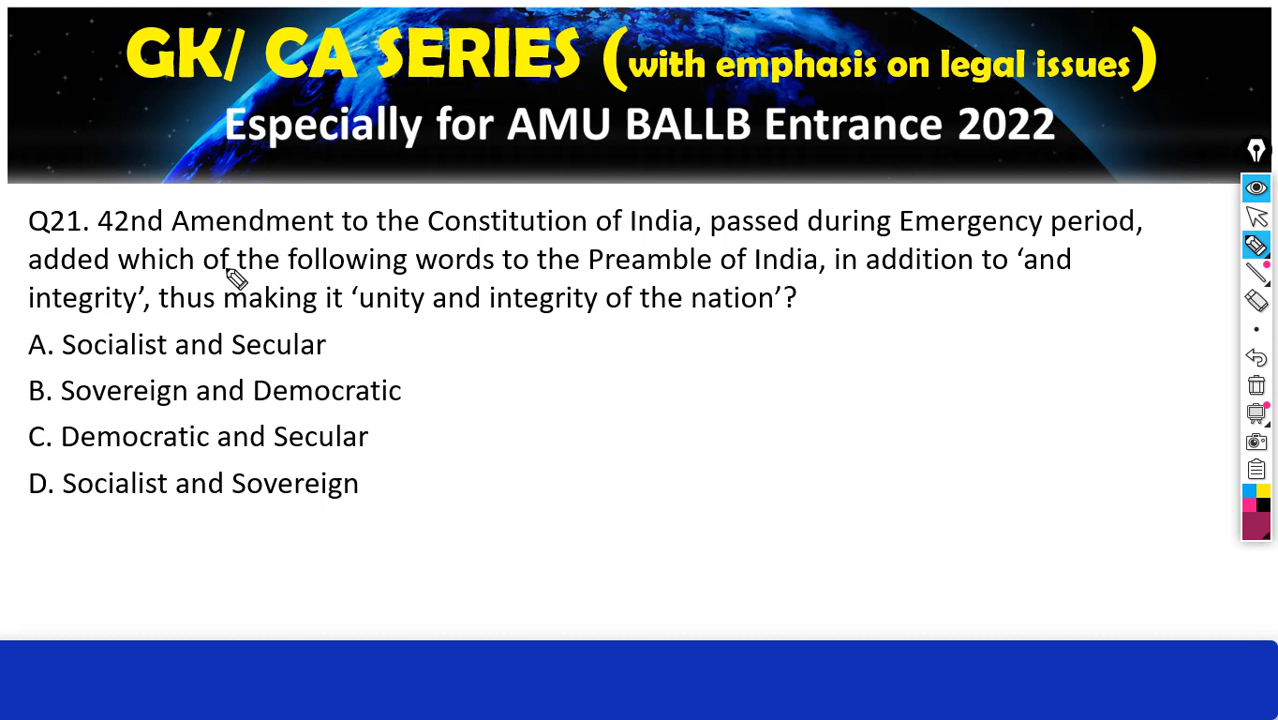 GK/ CA SERIES (with emphasis on legal issues)
Especially for AMU BALLB Entrance 2022
Q21. 42nd Amendment to the Constitution of India, passed during Emergency period,
added which of the following words to the Preamble of India, in addition to ‘and
integrity’, thus making it ‘unity and integrity of the nation’?
A. Socialist and Secular
B. Sovereign and Democratic
C. Democratic and Secular
D. Socialist and Sovereign